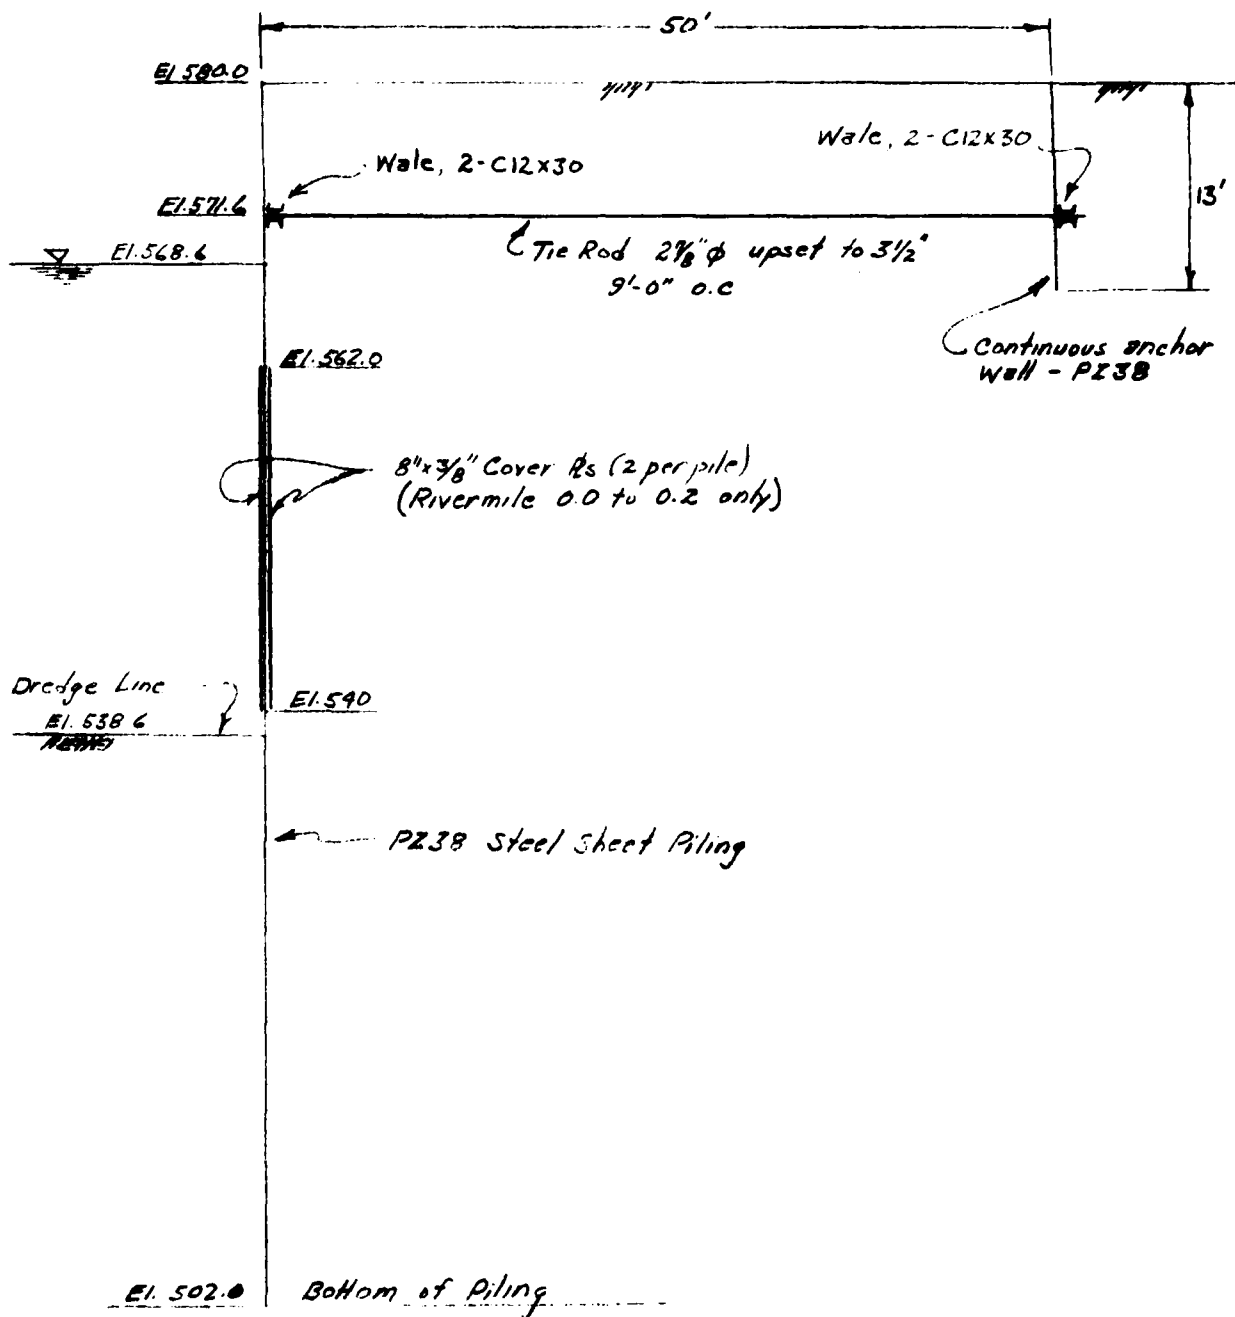 50'
El 580.0
Wale, 2-C12x30
Wale, 2-C12x30
13'
El. 571.6
El. 568.6
Tie Rod 2⅞"ϕ upset to 3½"
9'-0" o.c
Continuous anchor
Wall - PZ38
El. 562.0
8"x3/8" Cover ℞s (2 per pile)
(Rivermile 0.0 to 0.2 only)
Dredge Line
El. 540
El. 538 6
PZ38 Steel Sheet Piling
El. 502.0 Bottom of Piling